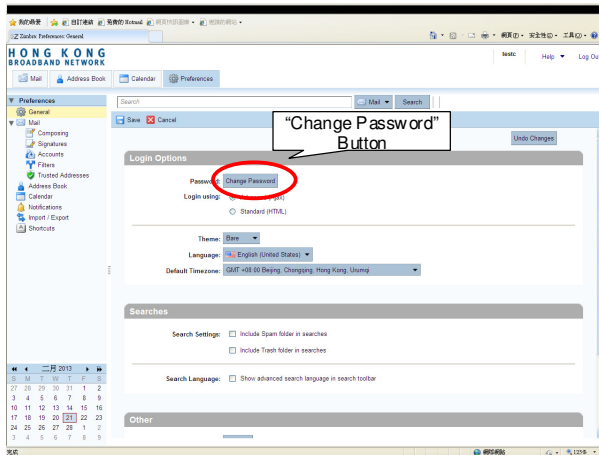 我的最愛 自訂連結 免費的 Hotmail
Zimbra: Preferences: General
網頁(P) 安全性(S) 工具(O)
HONG KONG
BROADBAND NETWORK
testc Help Log Ou
Mail Address Book Calendar Preferences
Preferences
General
Mail
Composing
Signatures
Accounts
Filters
Trusted Addresses
Address Book
Calendar
Notifications
Import / Export
Shortcuts
Search Mail Search
Save Cancel
"Change Password"
Button
Undo Changes
Login Options
Password: Change Password
Login using:
Standard (HTML)
Theme: Bare
Language: English (United States)
Default Timezone: GMT +08:00 Beijing, Chongqing, Hong Kong, Urumqi
Searches
Search Settings: Include Spam folder in searches
Include Trash folder in searches
Search Language: Show advanced search language in search toolbar
Other
二月 2013
S M T W T F S
27 28 29 30 31 1 2
3 4 5 6 7 8 9
10 11 12 13 14 15 16
17 18 19 20 21 22 23
24 25 26 27 28 1 2
3 4 5 6 7 8 9
完成 網際網路 125%